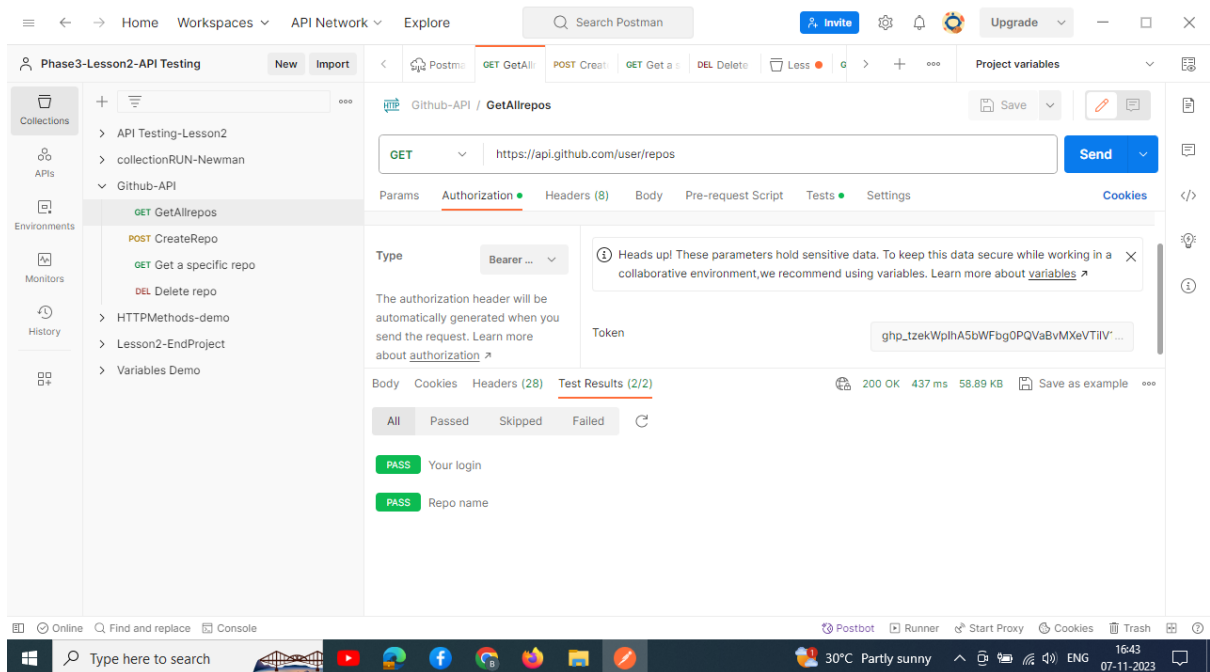 Home Workspaces API Network Explore Search Postman Invite Upgrade
Phase3-Lesson2-API Testing New Import Postma GET GetAllr POST Creat GET Get a s DEL Delete Less G Project variables
Collections
APIs
Environments
Monitors
History
API Testing-Lesson2
collectionRUN-Newman
Github-API
GET GetAllrepos
POST CreateRepo
GET Get a specific repo
DEL Delete repo
HTTPMethods-demo
Lesson2-EndProject
Variables Demo
HTTP Github-API / GetAllrepos Save
GET https://api.github.com/user/repos Send
Params Authorization Headers (8) Body Pre-request Script Tests Settings Cookies
Type Bearer ...
The authorization header will be
automatically generated when you
send the request. Learn more
about authorization ↗
Heads up! These parameters hold sensitive data. To keep this data secure while working in a
collaborative environment,we recommend using variables. Learn more about variables ↗
Token
Body Cookies Headers (28) Test Results (2/2) 200 OK 437 ms 58.89 KB Save as example
All Passed Skipped Failed
PASS Your login
PASS Repo name
Online Find and replace Console Postbot Runner Start Proxy Cookies Trash
Type here to search 30°C Partly sunny ENG 16:43
07-11-2023